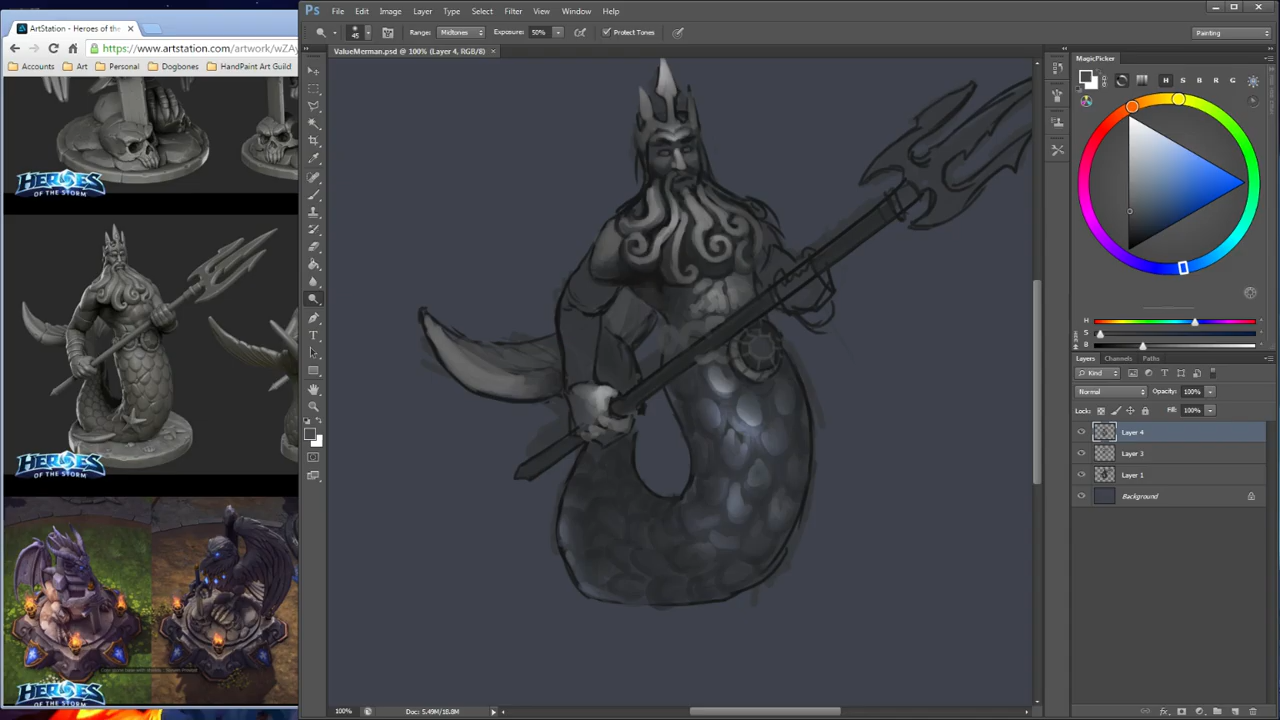 ArtStation - Heroes of the
https://www.artstation.com/artwork/wZA
Accounts Art Personal Dogbones HandPaint Art Guild
HEROES
OF THE STORM
HEROES
OF THE STORM
HEROES
OF THE STORM
Ps File Edit Image Layer Type Select Filter View Window Help
45 Range: Midtones Exposure: 50% Protect Tones Painting
ValueMerman.psd @ 100% (Layer 4, RGB/8)
MagicPicker
H S B R G
H
S
B
Layers Channels Paths
Kind
Normal Opacity: 100%
Locks: Fill: 100%
Layer 4
Layer 3
Layer 1
Background
100% Doc: 5.49M/18.8M